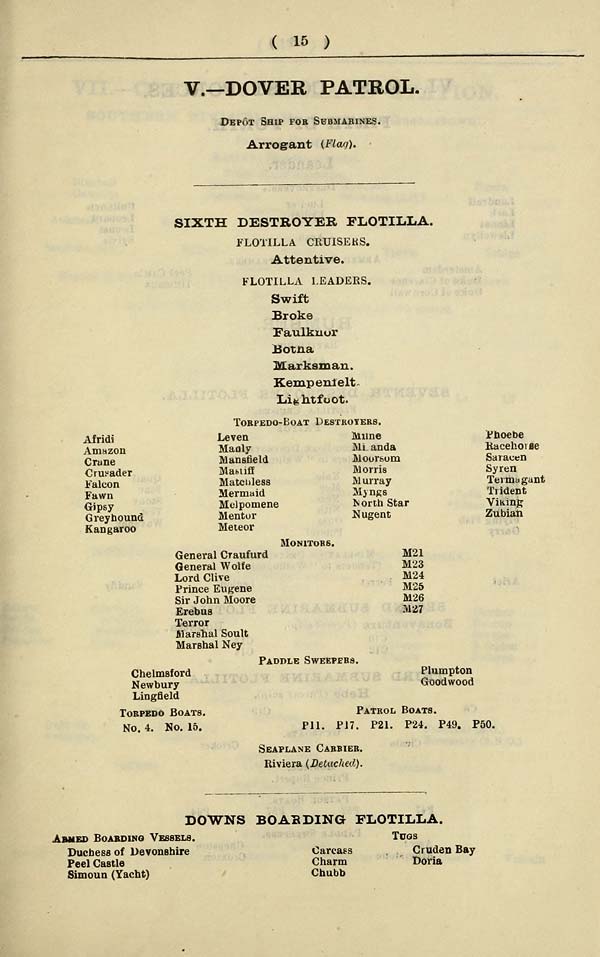 ( 15 )
V.—DOVER PATROL.
DEPÔT SHIP FOR SUBMARINES.
Arrogant (Flag).
SIXTH DESTROYER FLOTILLA.
FLOTILLA CRUISERS.
Attentive.
FLOTILLA LEADERS.
Swift
Broke
Faulknor
Botha
Marksman.
Kempenfelt.
Lightfoot.
TORPEDO-BOAT DESTROYERS.
Afridi Leven Milne Phoebe
Amazon Manly Miranda Racehorse
Crane Mansfield Moorsom Saracen
Crusader Mastiff Morris Syren
Falcon Matchless Murray Termagant
Fawn Mermaid Myngs Trident
Gipsy Melpomene North Star Viking
Greyhound Mentor Nugent Zubian
Kangaroo Meteor
MONITORS.
General Craufurd M21
General Wolfe M23
Lord Clive M24
Prince Eugene M25
Sir John Moore M26
Erebus M27
Terror
Marshal Soult
Marshal Ney
PADDLE SWEEPERS.
Chelmsford Plumpton
Newbury Goodwood
Lingfield
TORPEDO BOATS. PATROL BOATS.
No. 4. No. 15. P11. P17. P21. P24. P49. P50.
SEAPLANE CARRIER.
Riviera (Detached).
DOWNS BOARDING FLOTILLA.
ARMED BOARDING VESSELS. TUGS
Duchess of Devonshire Carcass Cruden Bay
Peel Castle Charm Doria
Simoun (Yacht) Chubb